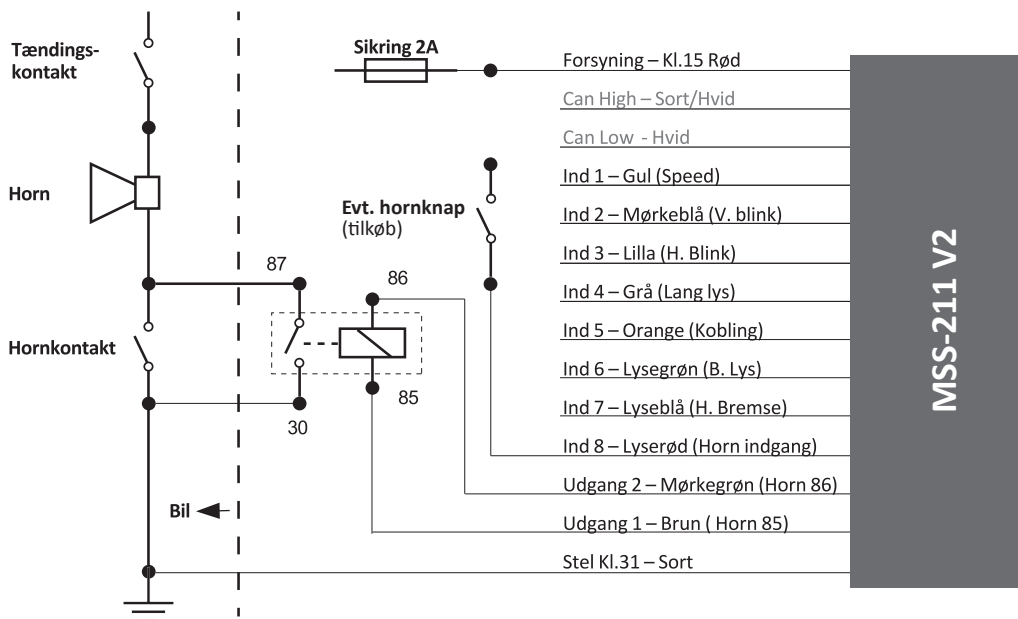 Tændings-
kontakt
Horn
Hornkontakt
Bil
87
30
86
85
Sikring 2A
Evt. hornknap
(tilkøb)
Forsyning – Kl.15 Rød
Can High – Sort/Hvid
Can Low - Hvid
Ind 1 – Gul (Speed)
Ind 2 – Mørkeblå (V. blink)
Ind 3 – Lilla (H. Blink)
Ind 4 – Grå (Lang lys)
Ind 5 – Orange (Kobling)
Ind 6 – Lysegrøn (B. Lys)
Ind 7 – Lyseblå (H. Bremse)
Ind 8 – Lyserød (Horn indgang)
Udgang 2 – Mørkegrøn (Horn 86)
Udgang 1 – Brun ( Horn 85)
Stel Kl.31 – Sort
MSS-211 V2